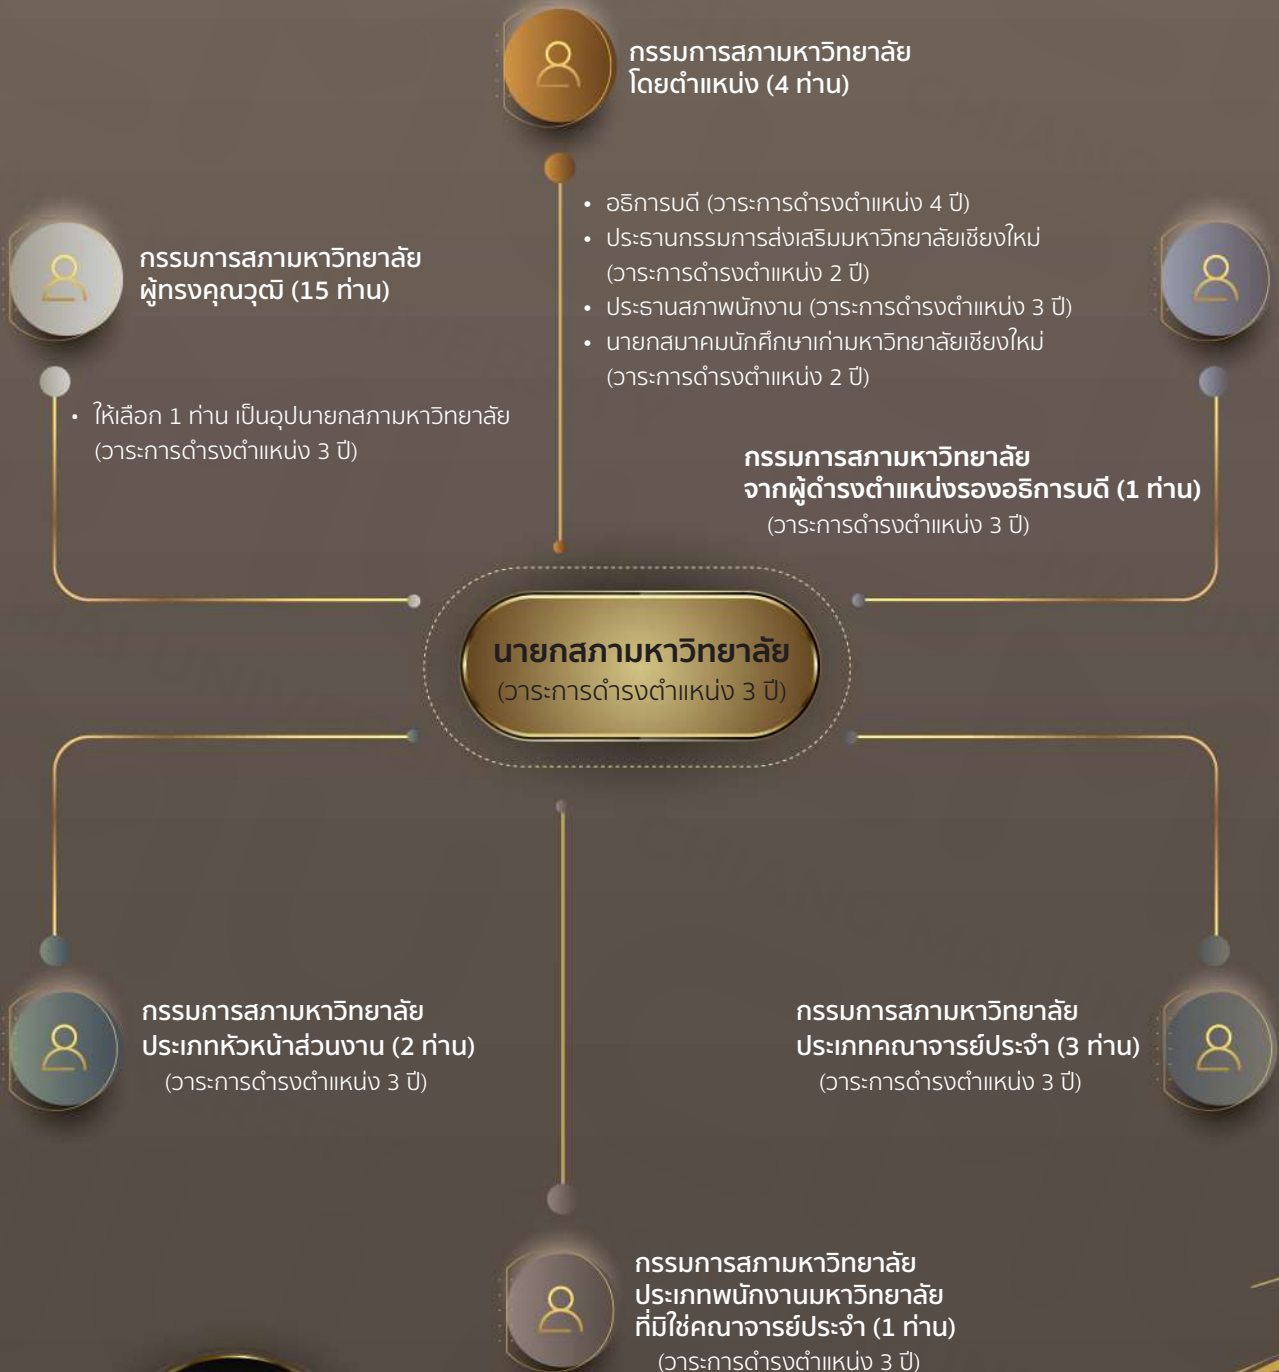 กรรมการสภามหาวิทยาลัย
โดยตำแหน่ง (4 ท่าน)
• อธิการบดี (วาระการดำรงตำแหน่ง 4 ปี)
• ประธานกรรมการส่งเสริมมหาวิทยาลัยเชียงใหม่
(วาระการดำรงตำแหน่ง 2 ปี)
• ประธานสภาพนักงาน (วาระการดำรงตำแหน่ง 3 ปี)
• นายกสมาคมนักศึกษาเก่ามหาวิทยาลัยเชียงใหม่
(วาระการดำรงตำแหน่ง 2 ปี)
กรรมการสภามหาวิทยาลัย
ผู้ทรงคุณวุฒิ (15 ท่าน)
• ให้เลือก 1 ท่าน เป็นอุปนายกสภามหาวิทยาลัย
(วาระการดำรงตำแหน่ง 3 ปี)
กรรมการสภามหาวิทยาลัย
จากผู้ดำรงตำแหน่งรองอธิการบดี (1 ท่าน)
(วาระการดำรงตำแหน่ง 3 ปี)
นายกสภามหาวิทยาลัย
(วาระการดำรงตำแหน่ง 3 ปี)
กรรมการสภามหาวิทยาลัย
ประเภทหัวหน้าส่วนงาน (2 ท่าน)
(วาระการดำรงตำแหน่ง 3 ปี)
กรรมการสภามหาวิทยาลัย
ประเภทคณาจารย์ประจำ (3 ท่าน)
(วาระการดำรงตำแหน่ง 3 ปี)
กรรมการสภามหาวิทยาลัย
ประเภทพนักงานมหาวิทยาลัย
ที่มิใช่คณาจารย์ประจำ (1 ท่าน)
(วาระการดำรงตำแหน่ง 3 ปี)